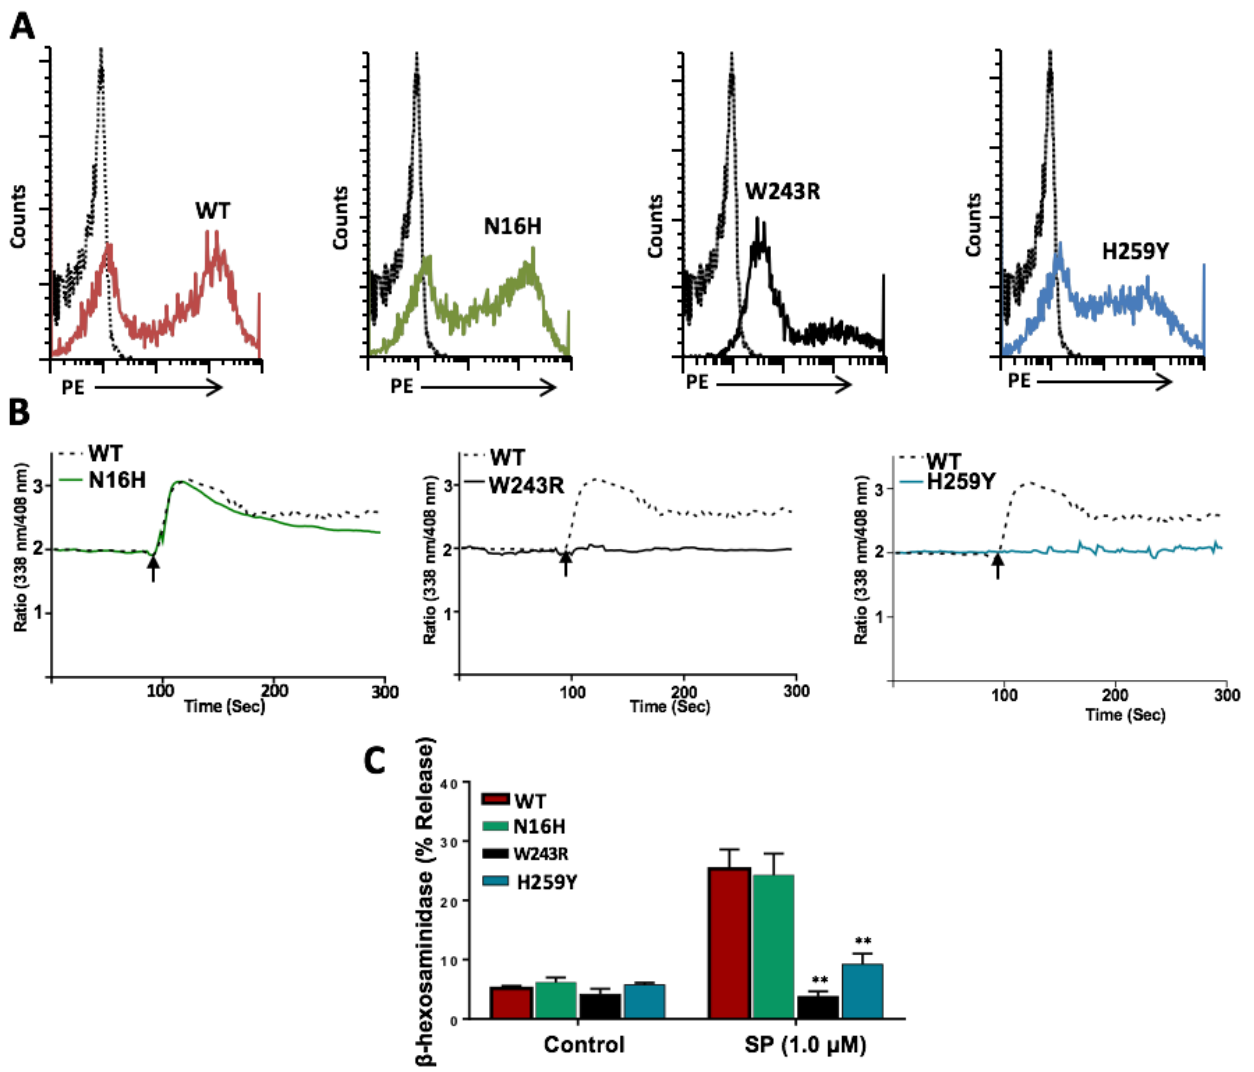 A
Counts
WT
PE
Counts
N16H
PE
Counts
W243R
PE
Counts
H259Y
PE
B
WT
N16H
Ratio (338 nm/408 nm)
3
2
1
100
200
300
Time (Sec)
WT
W243R
Ratio (338 nm/408 nm)
3
2
1
100
200
300
Time (Sec)
WT
H259Y
Ratio (338 nm/408 nm)
3
2
1
100
200
300
Time (Sec)
C
β-hexosaminidase (% Release)
40
30
20
10
0
WT
N16H
W243R
H259Y
**
**
Control
SP (1.0 μM)